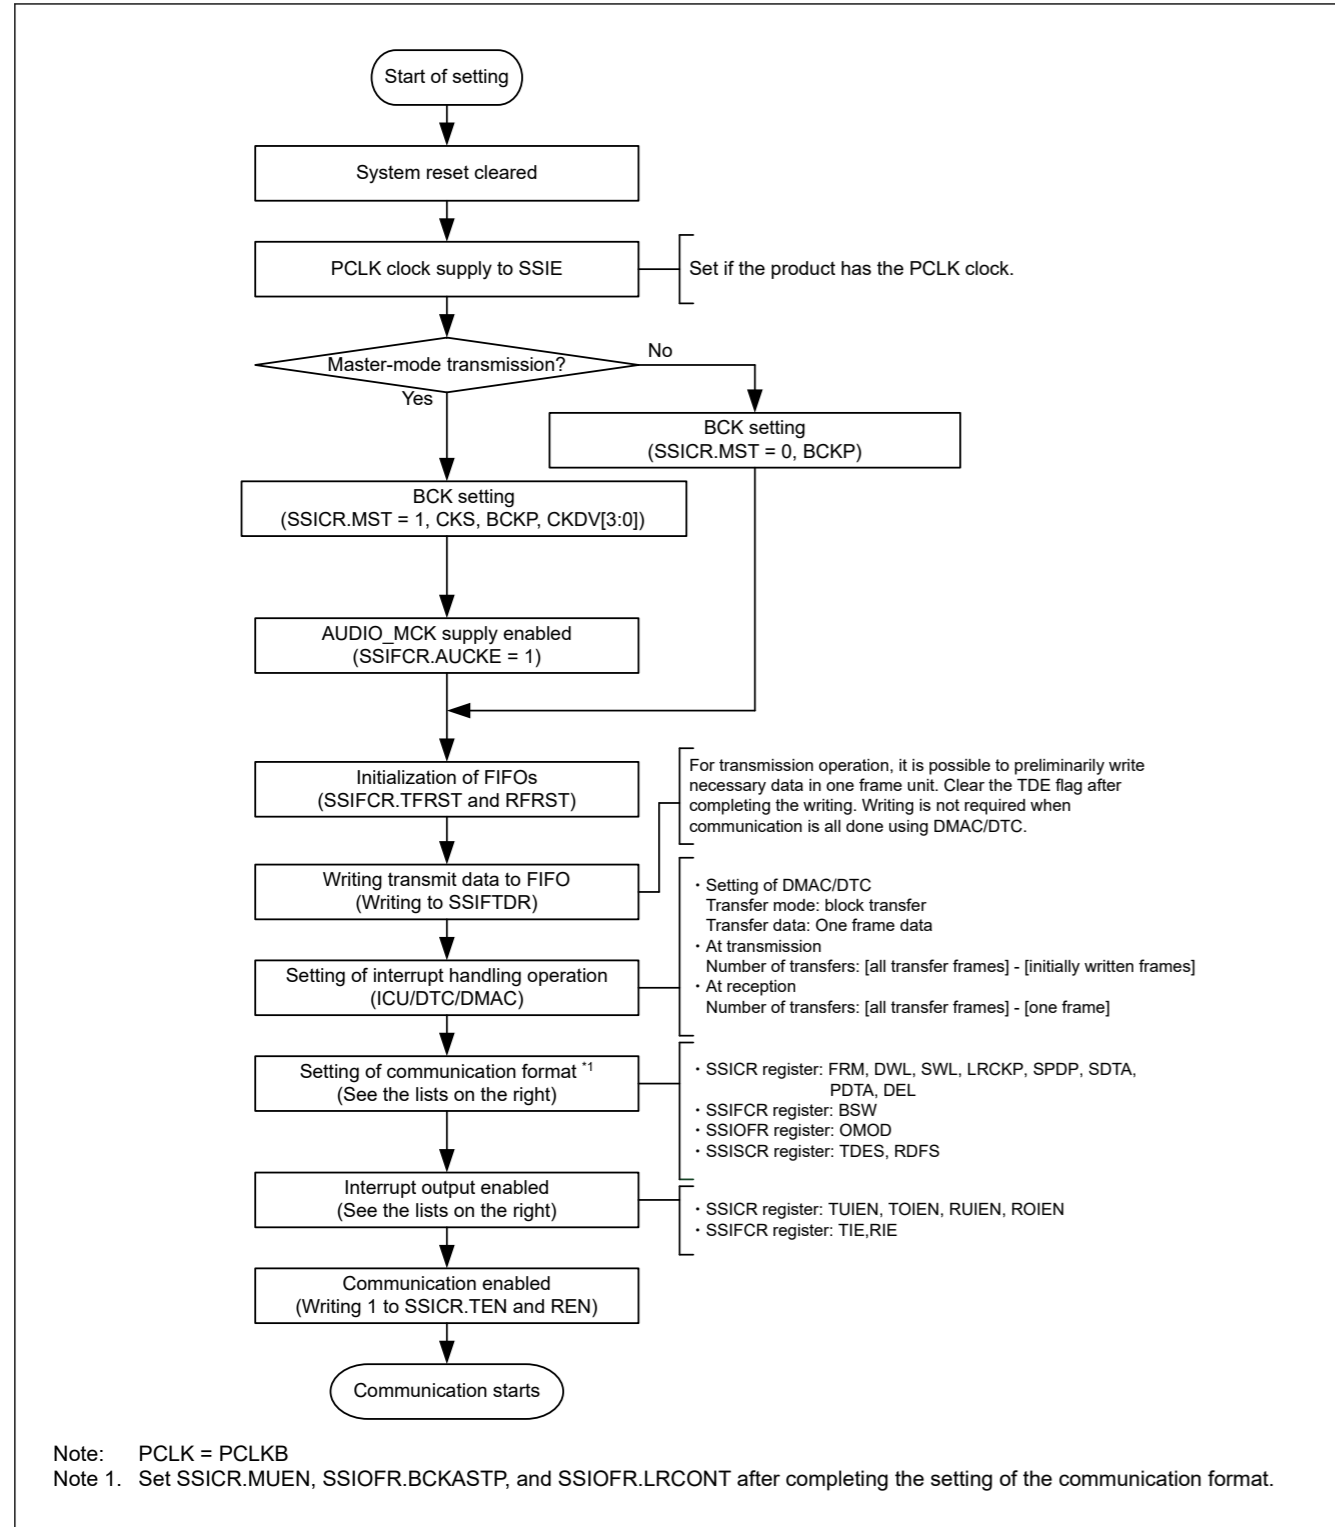 Start of setting
System reset cleared
PCLK clock supply to SSIE
Set if the product has the PCLK clock.
Master-mode transmission?
No
Yes
BCK setting
(SSICR.MST = 0, BCKP)
BCK setting
(SSICR.MST = 1, CKS, BCKP, CKDV[3:0])
AUDIO_MCK supply enabled
(SSIFCR.AUCKE = 1)
Initialization of FIFOs
(SSIFCR.TFRST and RFRST)
For transmission operation, it is possible to preliminarily write
necessary data in one frame unit. Clear the TDE flag after
completing the writing. Writing is not required when
communication is all done using DMAC/DTC.
Writing transmit data to FIFO
(Writing to SSIFTDR)
・Setting of DMAC/DTC
Transfer mode: block transfer
Transfer data: One frame data
・At transmission
Number of transfers: [all transfer frames] - [initially written frames]
・At reception
Number of transfers: [all transfer frames] - [one frame]
Setting of interrupt handling operation
(ICU/DTC/DMAC)
Setting of communication format *1
(See the lists on the right)
・SSICR register: FRM, DWL, SWL, LRCKP, SPDP, SDTA,
PDTA, DEL
・SSIFCR register: BSW
・SSIOFR register: OMOD
・SSISCR register: TDES, RDFS
Interrupt output enabled
(See the lists on the right)
・SSICR register: TUIEN, TOIEN, RUIEN, ROIEN
・SSIFCR register: TIE,RIE
Communication enabled
(Writing 1 to SSICR.TEN and REN)
Communication starts
Note: PCLK = PCLKB
Note 1. Set SSICR.MUEN, SSIOFR.BCKASTP, and SSIOFR.LRCONT after completing the setting of the communication format.